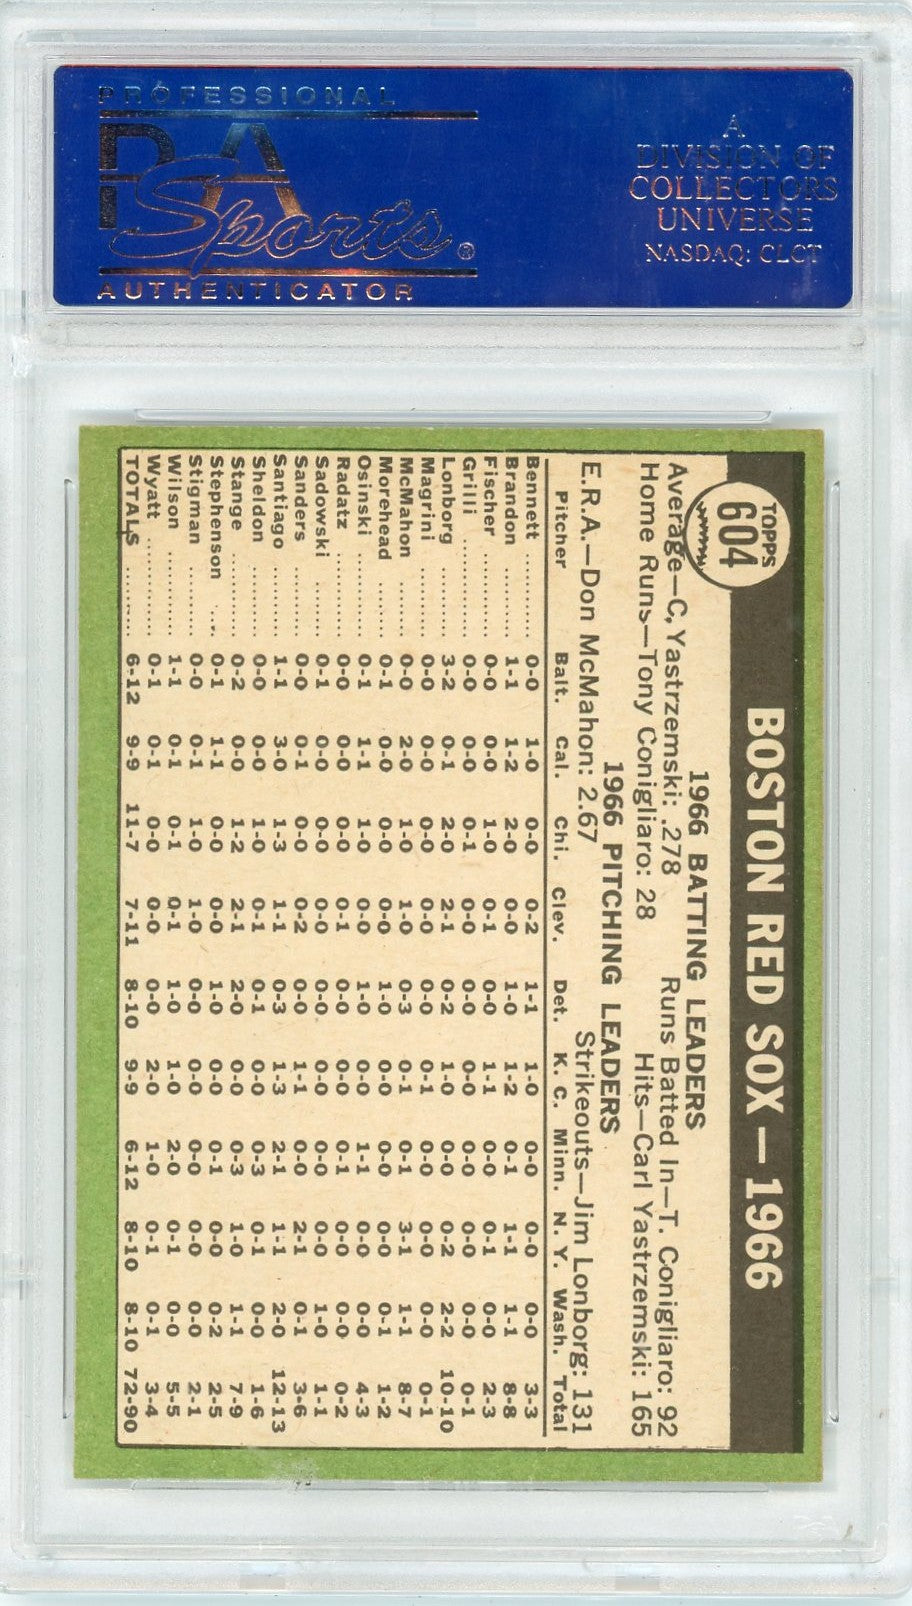 PROFESSIONAL
PSA
Sports®
AUTHENTICATOR
A
DIVISION OF
COLLECTORS
UNIVERSE
NASDAQ: CLCT
TOPPS
604
BOSTON RED SOX — 1966
1966 BATTING LEADERS
Average—C. Yastrzemski: .278 Runs Batted In—T. Conigliaro: 92
Home Runs—Tony Conigliaro: 28 Hits—Carl Yastrzemski: 165
1966 PITCHING LEADERS
E.R.A.—Don McMahon: 2.67 Strikeouts—Jim Lonborg: 131
Pitcher Balt. Cal. Chi. Clev. Det. K. C. Minn. N. Y. Wash. Total
Bennett 0-0 1-0 0-0 0-2 1-1 1-0 0-0 0-0 0-0 3-3
Brandon 1-1 1-2 2-0 0-0 1-0 1-2 0-1 1-1 1-1 8-8
Fischer 0-0 0-0 1-0 0-1 0-0 1-1 0-0 0-1 0-0 2-3
Grilli 0-0 0-0 0-1 0-0 0-0 0-0 0-0 0-0 0-0 0-1
Lonborg 3-2 0-1 2-0 2-1 0-2 1-0 0-0 0-2 2-2 10-10
Magrini 0-0 0-0 0-0 0-0 0-0 0-1 0-0 0-0 0-0 0-1
McMahon 0-0 2-0 1-0 1-0 0-3 0-1 0-1 3-1 1-1 8-7
Morehead 0-1 0-0 0-0 0-0 1-0 0-0 0-0 0-0 0-1 1-2
Osinski 0-1 1-1 1-0 0-0 1-0 0-0 1-1 0-0 0-0 4-3
Radatz 0-0 0-0 0-0 0-1 0-0 0-0 0-1 0-0 0-0 0-2
Sadowski 0-1 0-0 0-0 0-0 0-0 0-0 0-0 0-0 1-0 1-1
Sanders 0-0 0-1 0-0 0-2 0-0 1-1 0-0 2-1 0-1 3-6
Santiago 1-1 3-0 1-3 1-1 0-3 1-3 2-1 1-1 2-0 12-13
Sheldon 0-0 0-0 1-0 0-1 0-1 0-0 0-3 0-1 0-0 1-6
Stange 0-2 0-0 1-2 2-1 2-0 0-0 0-3 1-0 1-1 7-9
Stephenson 0-1 1-1 0-0 0-0 1-0 0-0 0-1 0-0 0-2 2-5
Stigman 0-0 0-1 1-0 1-0 0-0 0-0 0-0 0-0 0-0 2-1
Wilson 1-1 0-1 0-1 0-1 1-0 1-0 2-0 0-1 0-0 5-5
Wyatt 0-1 0-1 0-0 0-0 0-0 2-0 1-0 0-1 0-1 3-4
TOTALS 6-12 9-9 11-7 7-11 8-10 9-9 6-12 8-10 8-10 72-90